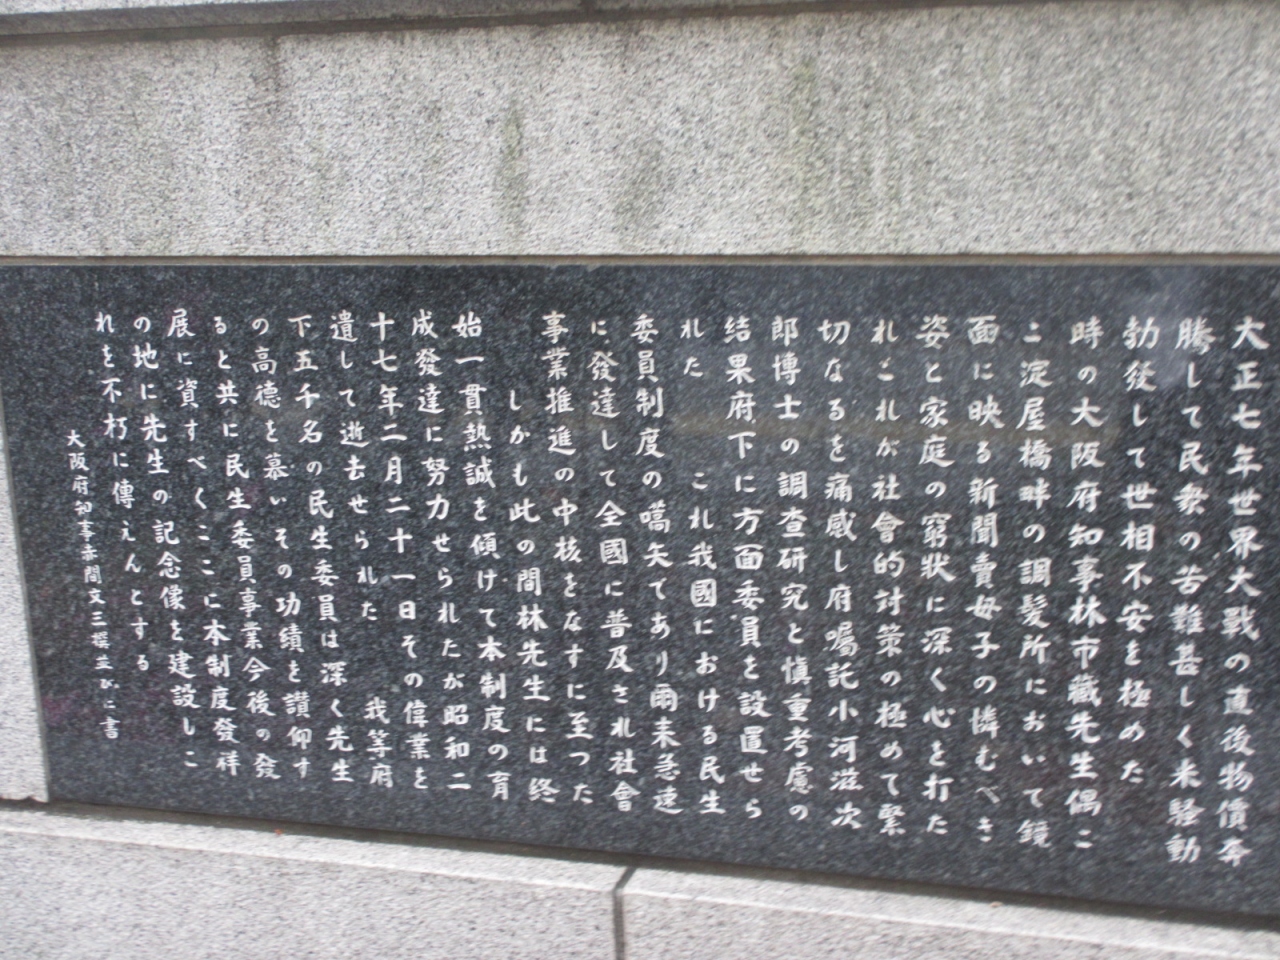 大正七年世界大戰の直後物價奔
騰して民衆の苦難甚しく米騒動
勃發して世相不安を極めた
時の大阪府知事林市藏先生偶こ
こ淀屋橋畔の調髪所において鏡
面に映る新聞賣母子の憐むべき
姿と家庭の窮狀に深く心を打た
れこれが社會的対策の極めて緊
切なるを痛感し府嘱託小河滋次
郎博士の調査研究と慎重考慮の
結果府下に方面委員を設置せら
れた　これ我國における民生
委員制度の嚆矢であり爾来急速
に發達して全國に普及され社會
事業推進の中核をなすに至つた
しかも此の間林先生には終
始一貫熱誠を傾けて本制度の育
成發達に努力せられたが昭和二
十七年二月二十一日その偉業を
遺して逝去せられた　我等府
下五千名の民生委員は深く先生
の高徳を慕いその功績を讃仰す
ると共に民生委員事業今後の發
展に資すべくここに本制度發祥
の地に先生の記念像を建設しこ
れを不朽に傳えんとする
大阪府知事赤間文三撰並びに書